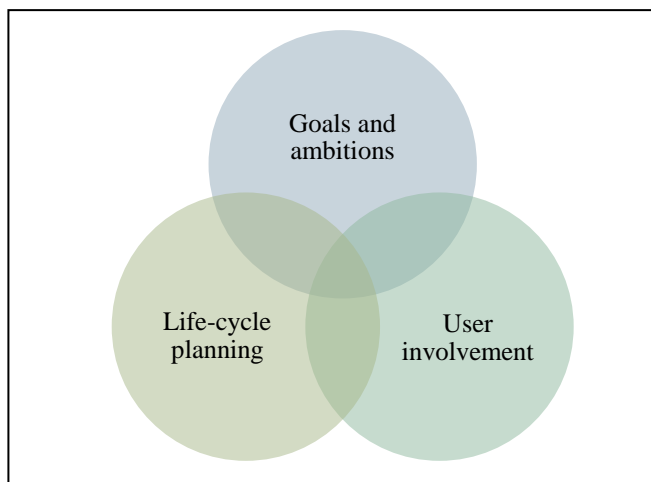 Goals and
ambitions
Life-cycle
planning
User
involvement